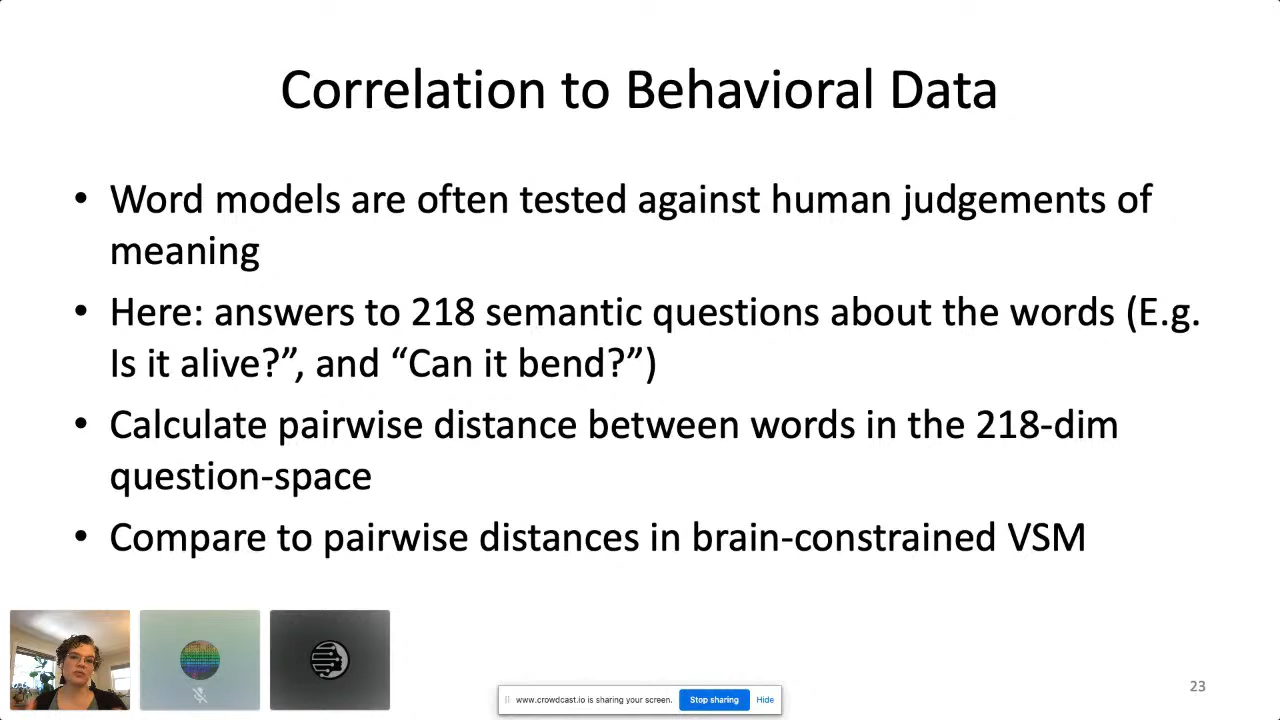 Correlation to Behavioral Data
• Word models are often tested against human judgements of
meaning
• Here: answers to 218 semantic questions about the words (E.g.
Is it alive?”, and “Can it bend?”)
• Calculate pairwise distance between words in the 218-dim
question-space
• Compare to pairwise distances in brain-constrained VSM
www.crowdcast.io is sharing your screen. Stop sharing Hide
23